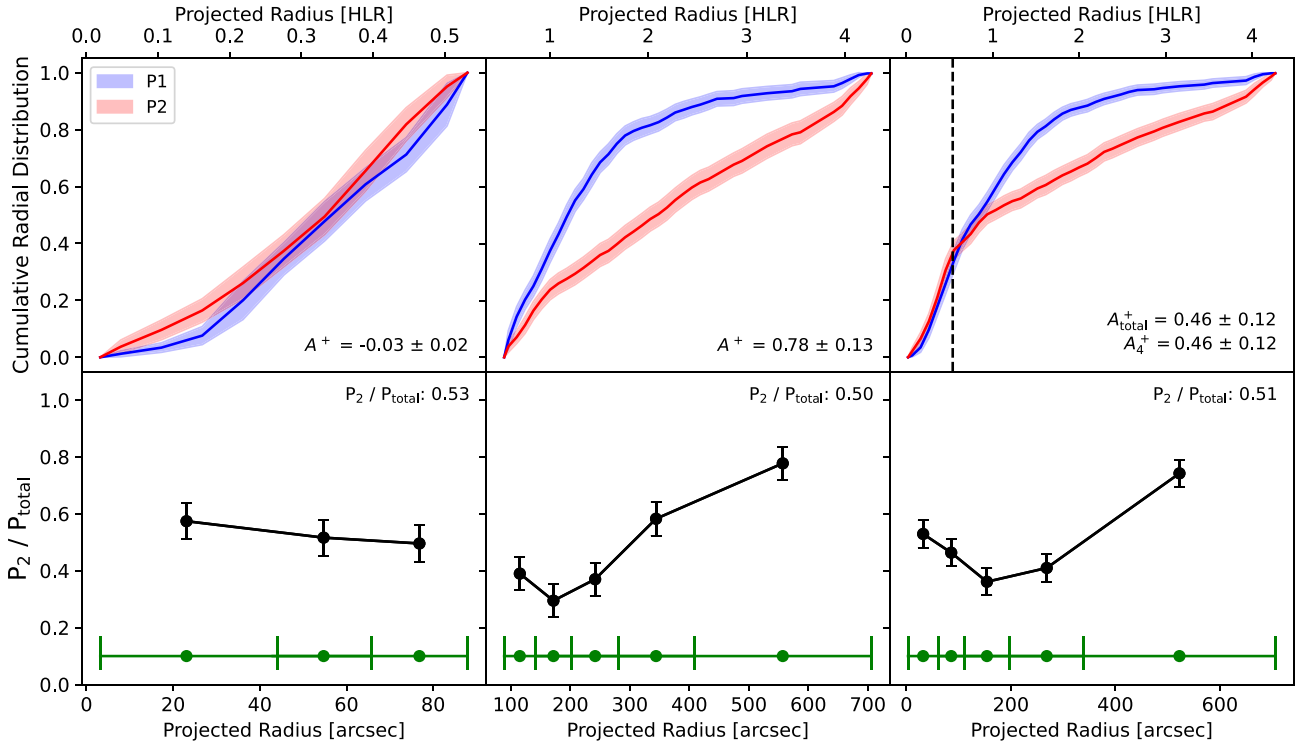 Projected Radius [HLR] Projected Radius [HLR] Projected Radius [HLR]
0.0 0.1 0.2 0.3 0.4 0.5 1 2 3 4 0 1 2 3 4
Cumulative Radial Distribution
1.0
0.8
0.6
0.4
0.2
0.0
P1
P2
A⁺ = -0.03 ± 0.02
A⁺ = 0.78 ± 0.13
A⁺total = 0.46 ± 0.12
A⁺4 = 0.46 ± 0.12
P2 / Ptotal
1.0
0.8
0.6
0.4
0.2
0.0
P2 / Ptotal: 0.53
P2 / Ptotal: 0.50
P2 / Ptotal: 0.51
0 20 40 60 80 100 200 300 400 500 600 700 0 200 400 600
Projected Radius [arcsec] Projected Radius [arcsec] Projected Radius [arcsec]